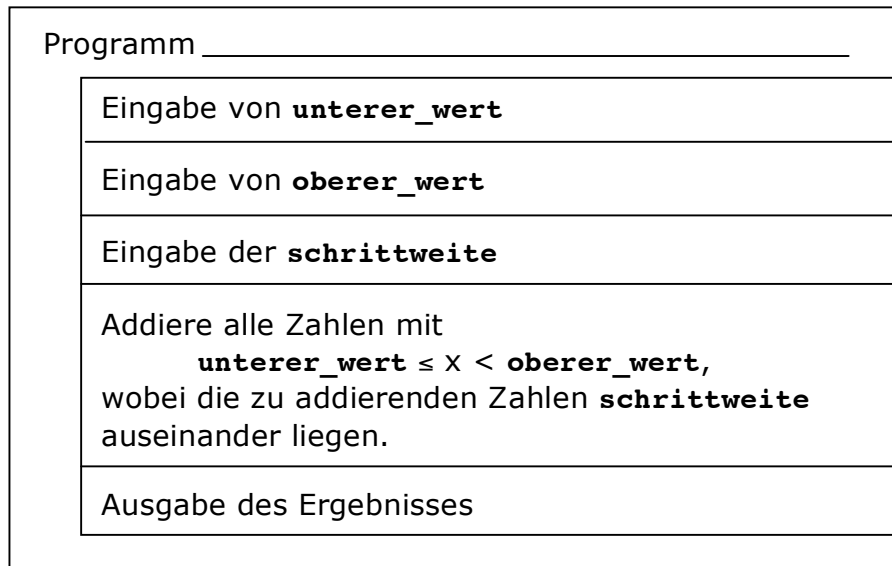 Programm
Eingabe von unterer_wert
Eingabe von oberer_wert
Eingabe der schrittweite
Addiere alle Zahlen mit
unterer_wert ≤ x < oberer_wert,
wobei die zu addierenden Zahlen schrittweite
auseinander liegen.
Ausgabe des Ergebnisses